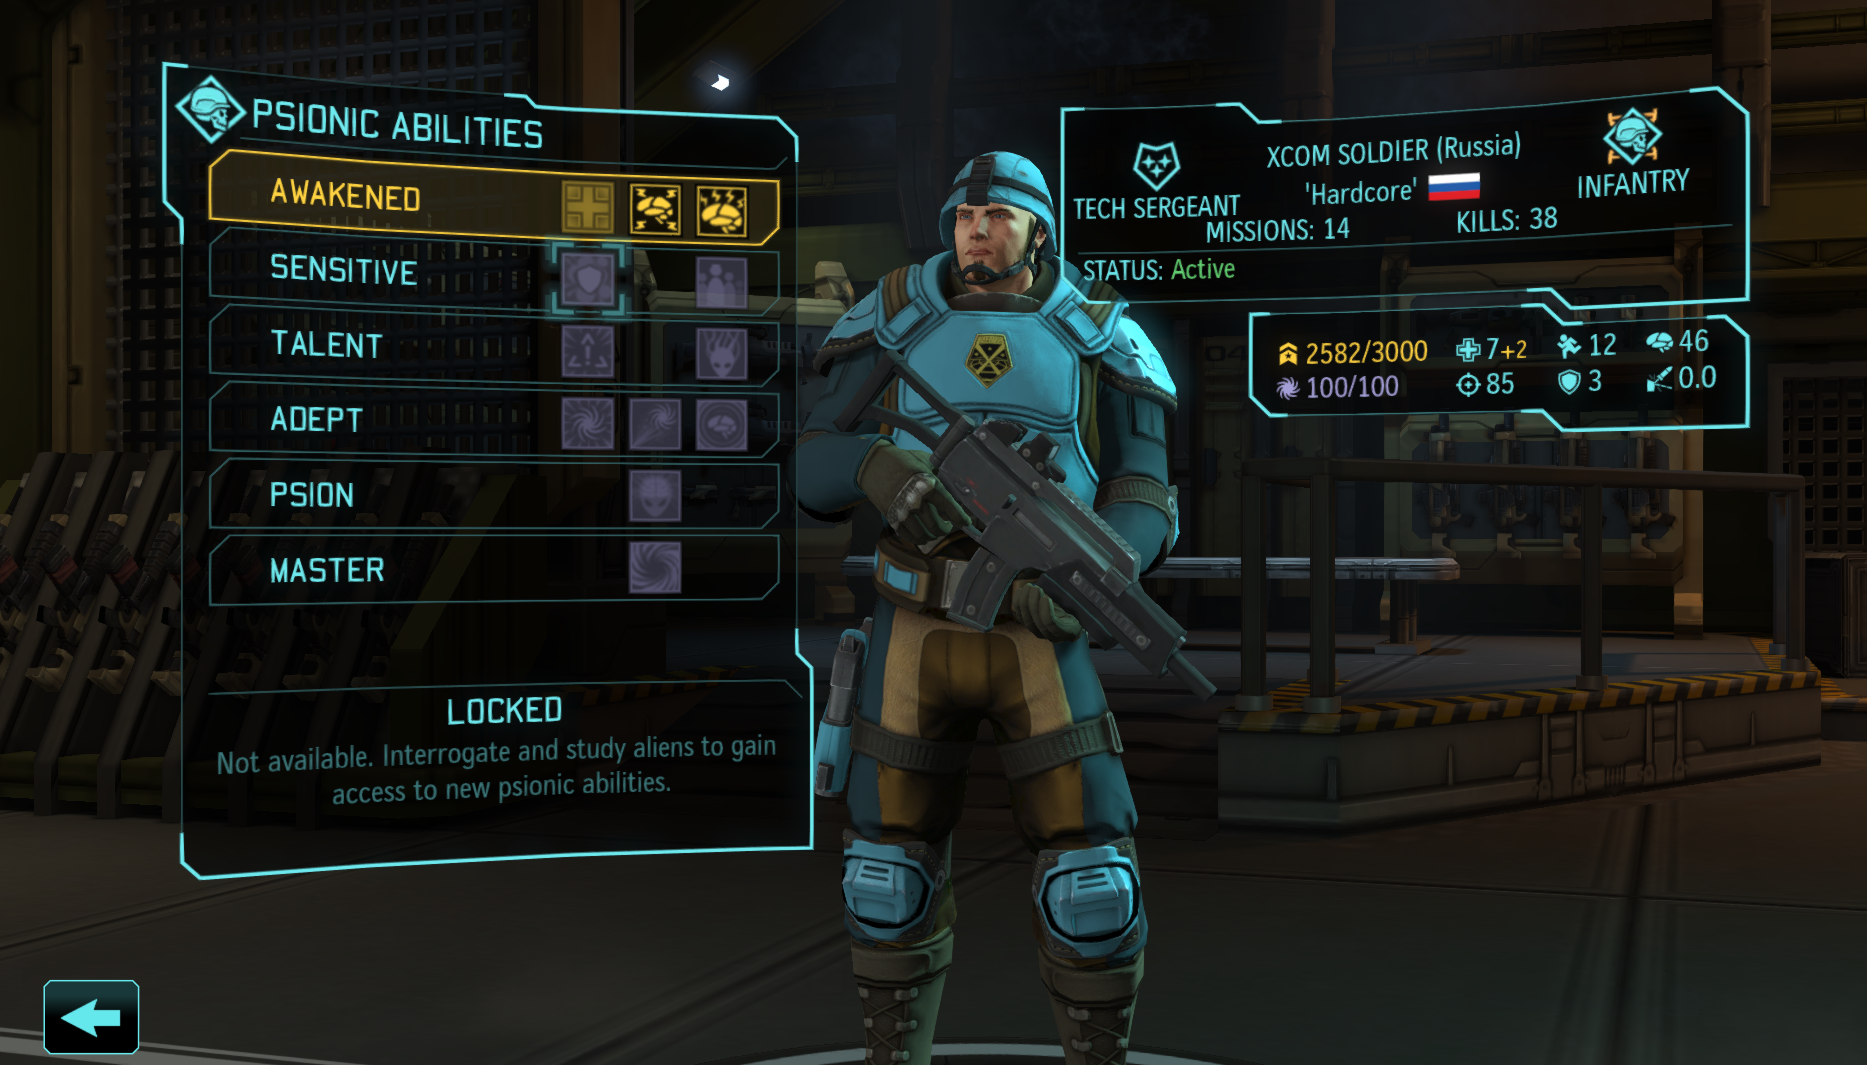 PSIONIC ABILITIES
AWAKENED
SENSITIVE
TALENT
ADEPT
PSION
MASTER
LOCKED
Not available. Interrogate and study aliens to gain
access to new psionic abilities.
XCOM SOLDIER (Russia)
'Hardcore'
TECH SERGEANT
INFANTRY
MISSIONS: 14
KILLS: 38
STATUS: Active
2582/3000
7+2
12
46
100/100
85
3
0.0